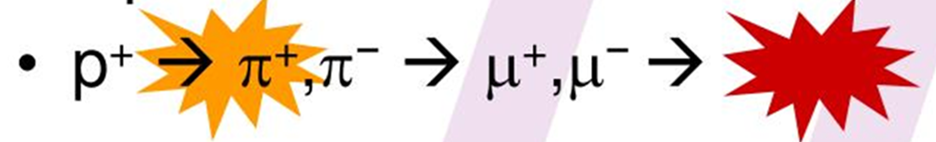 • p⁺ → π⁺,π⁻ → μ⁺,μ⁻ →